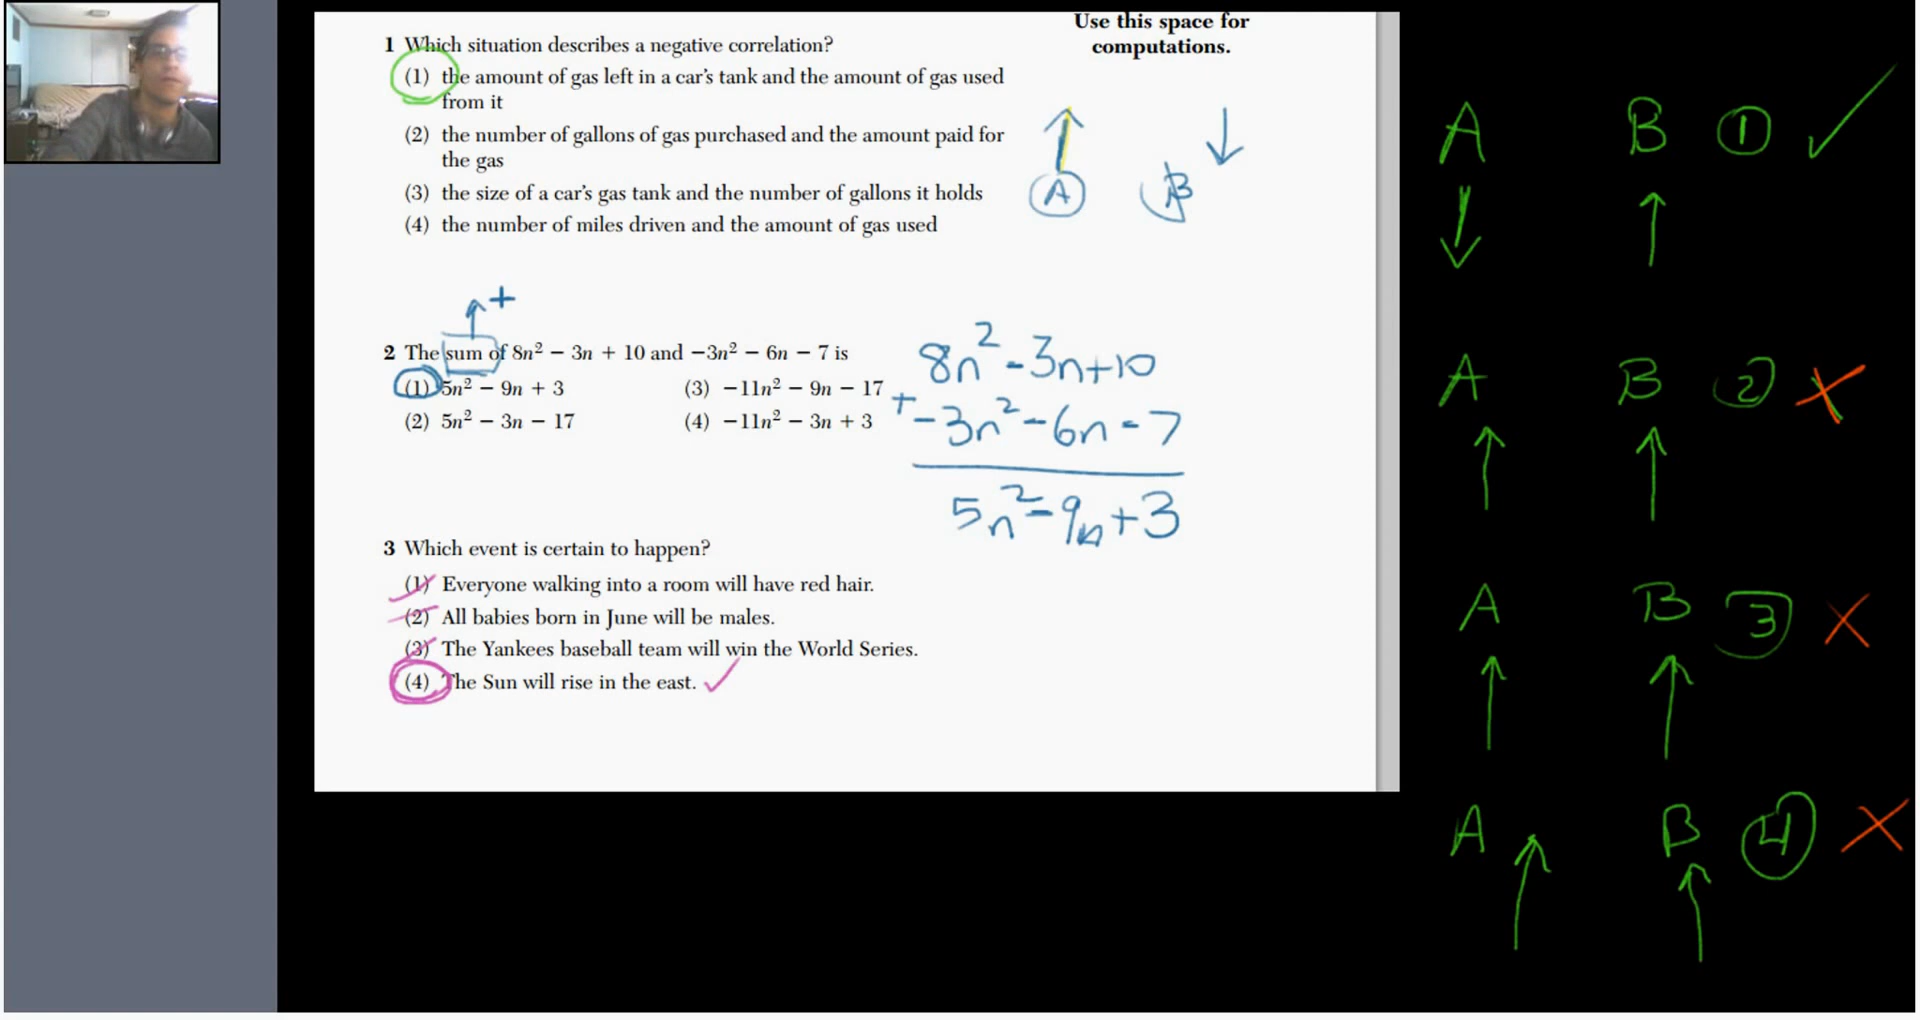 Use this space for
computations.
1 Which situation describes a negative correlation?
(1) the amount of gas left in a car's tank and the amount of gas used
from it
(2) the number of gallons of gas purchased and the amount paid for
the gas
(3) the size of a car's gas tank and the number of gallons it holds
(4) the number of miles driven and the amount of gas used
A B
+
2 The sum of 8n² − 3n + 10 and −3n² − 6n − 7 is
(1) 5n² − 9n + 3 (3) −11n² − 9n − 17
(2) 5n² − 3n − 17 (4) −11n² − 3n + 3
8n² - 3n + 10
+ - 3n² - 6n - 7
5n² - 9n + 3
3 Which event is certain to happen?
(1) Everyone walking into a room will have red hair.
(2) All babies born in June will be males.
(3) The Yankees baseball team will win the World Series.
(4) The Sun will rise in the east.
A B 1
A B 2
A B 3
A B 4